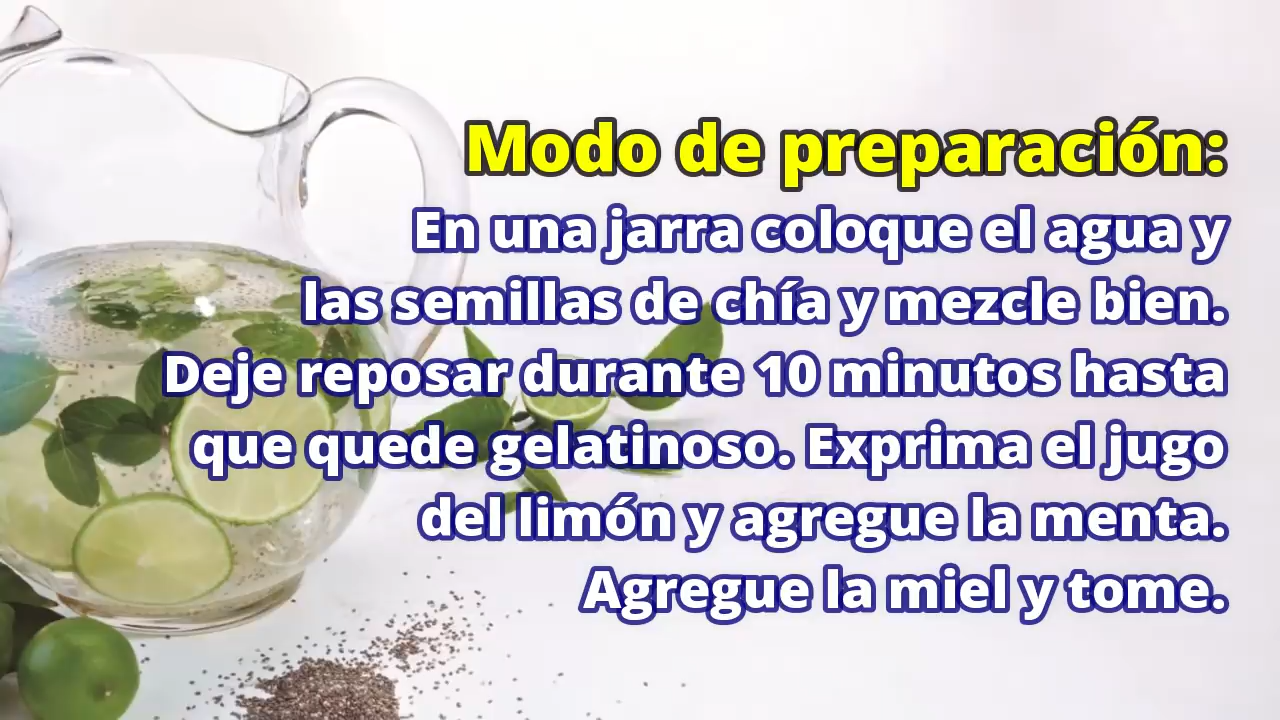 Modo de preparación:
En una jarra coloque el agua y
las semillas de chía y mezcle bien.
Deje reposar durante 10 minutos hasta
que quede gelatinoso. Exprima el jugo
del limón y agregue la menta.
Agregue la miel y tome.